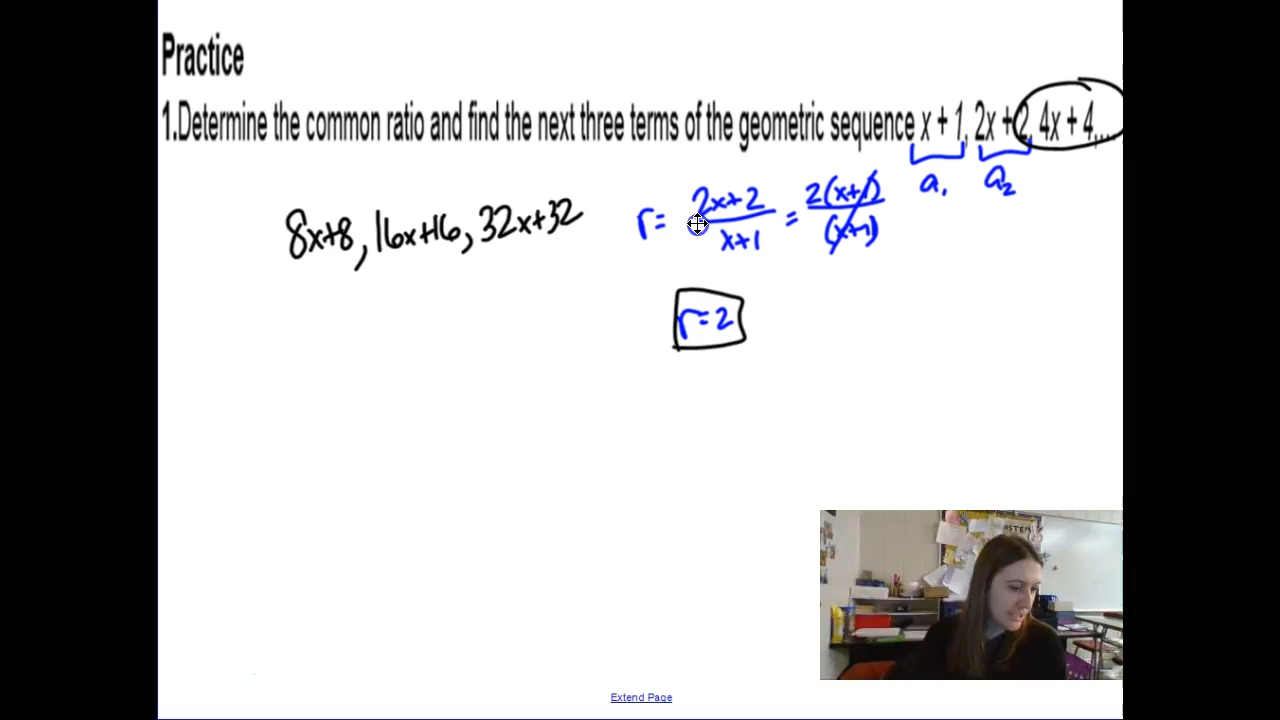 Practice
1.Determine the common ratio and find the next three terms of the geometric sequence x + 1, 2x + 2, 4x + 4,...
a₁ a₂
8x+8, 16x+16, 32x+32 r = 2x+2 / x+1 = 2(x+1) / (x+1)
r=2
Extend Page